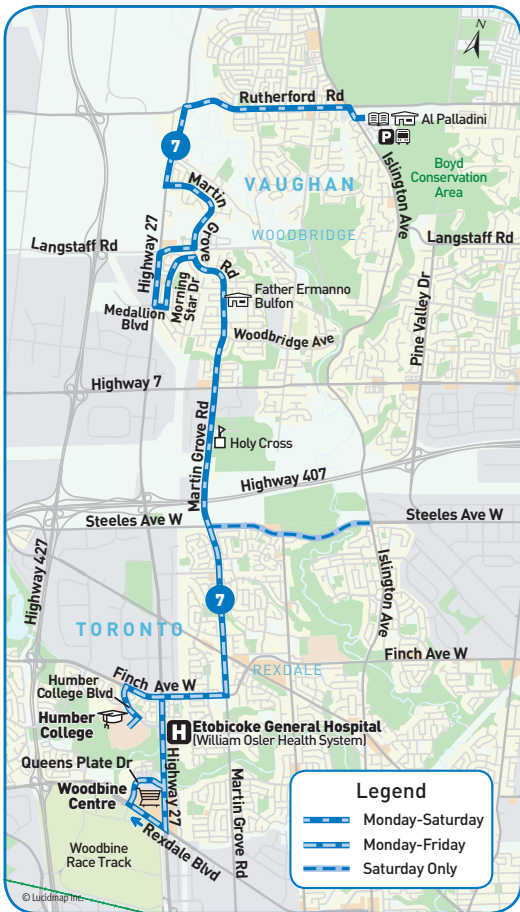 N
Rutherford Rd
Al Palladini
P
Islington Ave
Boyd
Conservation
Area
7
Martin
Grove
Rd
VAUGHAN
WOODBRIDGE
Highway 27
Langstaff Rd
Langstaff Rd
Morning
Star Dr
Medallion
Blvd
Father Ermanno
Bulfon
Pine Valley Dr
Woodbridge Ave
Highway 7
Martin Grove Rd
Holy Cross
Highway 407
Steeles Ave W
Steeles Ave W
Highway 427
Islington Ave
7
TORONTO
Finch Ave W
REXDALE
Humber
College Blvd
Finch Ave W
Humber
College
H
Etobicoke General Hospital
(William Osler Health System)
Queens Plate Dr
Woodbine
Centre
Highway 27
Martin Grove Rd
Rexdale Blvd
Woodbine
Race Track
Legend
Monday-Saturday
Monday-Friday
Saturday Only
© Lucidmap Inc.